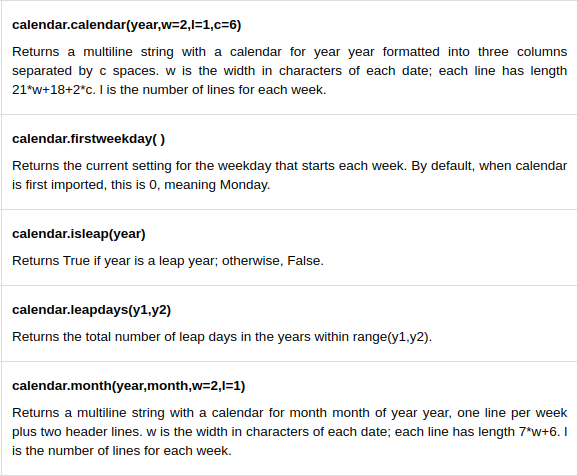 calendar.calendar(year,w=2,l=1,c=6)
Returns a multiline string with a calendar for year year formatted into three columns
separated by c spaces. w is the width in characters of each date; each line has length
21*w+18+2*c. l is the number of lines for each week.
calendar.firstweekday( )
Returns the current setting for the weekday that starts each week. By default, when calendar
is first imported, this is 0, meaning Monday.
calendar.isleap(year)
Returns True if year is a leap year; otherwise, False.
calendar.leapdays(y1,y2)
Returns the total number of leap days in the years within range(y1,y2).
calendar.month(year,month,w=2,l=1)
Returns a multiline string with a calendar for month month of year year, one line per week
plus two header lines. w is the width in characters of each date; each line has length 7*w+6. l
is the number of lines for each week.